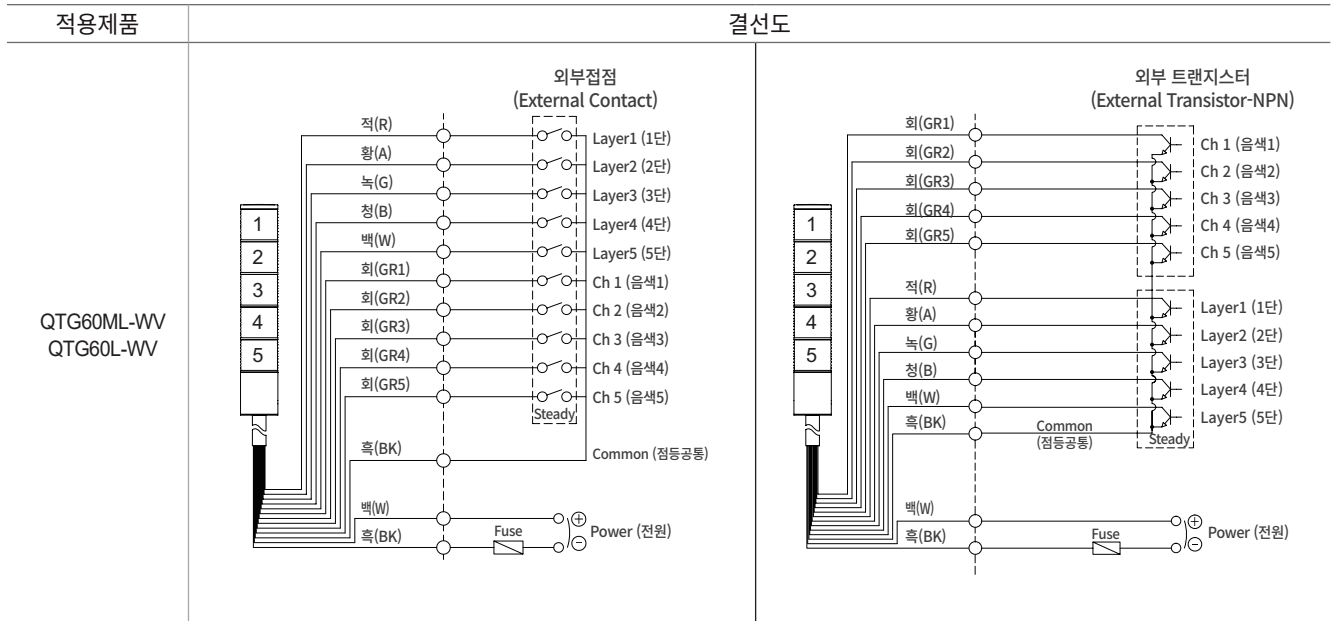 적용제품
결선도
QTG60ML-WV
QTG60L-WV
외부접점
(External Contact)
적(R)
Layer1 (1단)
황(A)
Layer2 (2단)
녹(G)
Layer3 (3단)
청(B)
Layer4 (4단)
백(W)
Layer5 (5단)
회(GR1)
Ch 1 (음색1)
회(GR2)
Ch 2 (음색2)
회(GR3)
Ch 3 (음색3)
회(GR4)
Ch 4 (음색4)
회(GR5)
Ch 5 (음색5)
Steady
흑(BK)
Common (점등공통)
백(W)
흑(BK)
Fuse
⊕
⊖
Power (전원)
1
2
3
4
5
외부 트랜지스터
(External Transistor-NPN)
회(GR1)
Ch 1 (음색1)
회(GR2)
Ch 2 (음색2)
회(GR3)
Ch 3 (음색3)
회(GR4)
Ch 4 (음색4)
회(GR5)
Ch 5 (음색5)
적(R)
Layer1 (1단)
황(A)
Layer2 (2단)
녹(G)
Layer3 (3단)
청(B)
Layer4 (4단)
백(W)
Layer5 (5단)
흑(BK)
Common
(점등공통)
Steady
백(W)
흑(BK)
Fuse
⊕
⊖
Power (전원)
1
2
3
4
5